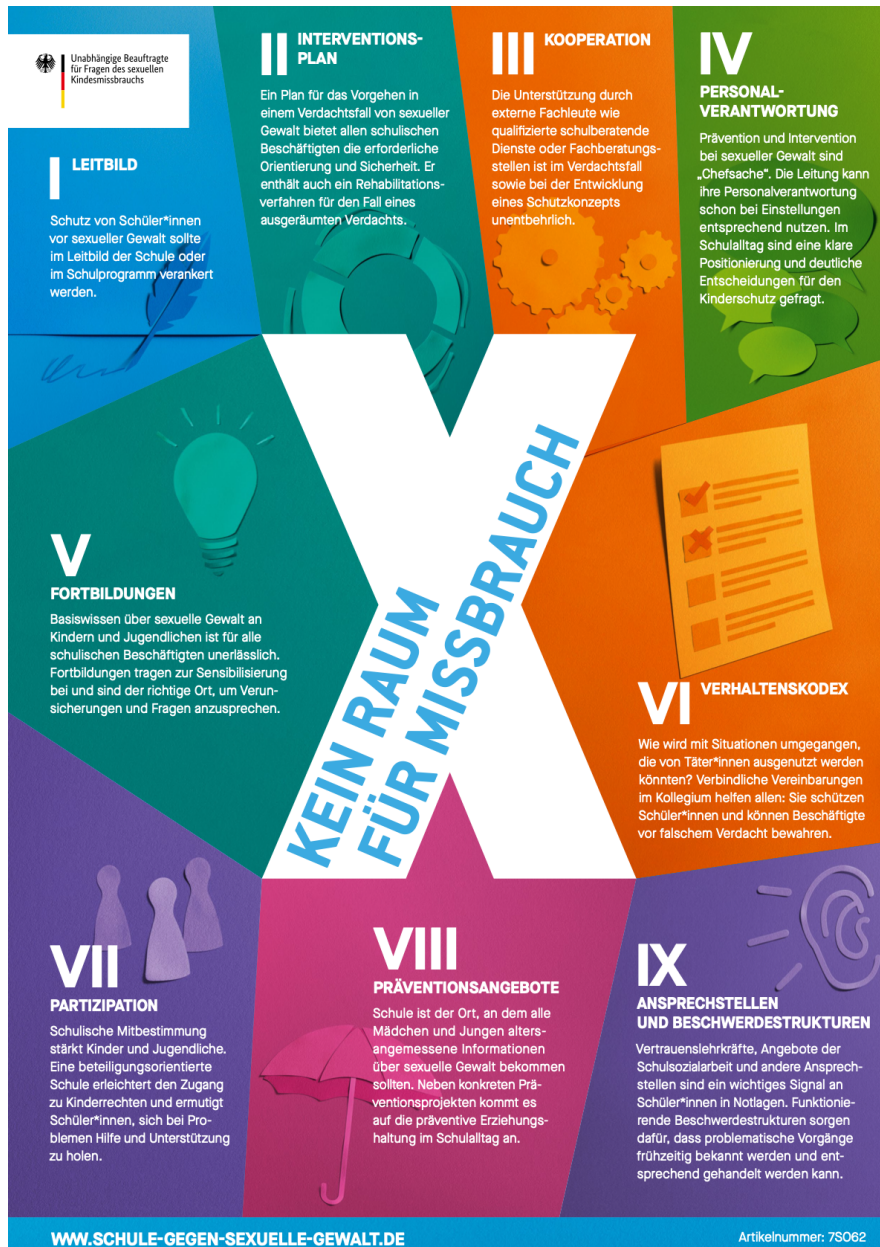 Unabhängige Beauftragte
für Fragen des sexuellen
Kindesmissbrauchs
I LEITBILD
Schutz von Schüler*innen
vor sexueller Gewalt sollte
im Leitbild der Schule oder
im Schulprogramm verankert
werden.
II INTERVENTIONS-
PLAN
Ein Plan für das Vorgehen in
einem Verdachtsfall von sexueller
Gewalt bietet allen schulischen
Beschäftigten die erforderliche
Orientierung und Sicherheit. Er
enthält auch ein Rehabilitations-
verfahren für den Fall eines
ausgeräumten Verdachts.
III KOOPERATION
Die Unterstützung durch
externe Fachleute wie
qualifizierte schulberatende
Dienste oder Fachberatungs-
stellen ist im Verdachtsfall
sowie bei der Entwicklung
eines Schutzkonzepts
unentbehrlich.
IV
PERSONAL-
VERANTWORTUNG
Prävention und Intervention
bei sexueller Gewalt sind
„Chefsache“. Die Leitung kann
ihre Personalverantwortung
schon bei Einstellungen
entsprechend nutzen. Im
Schulalltag sind eine klare
Positionierung und deutliche
Entscheidungen für den
Kinderschutz gefragt.
V
FORTBILDUNGEN
Basiswissen über sexuelle Gewalt an
Kindern und Jugendlichen ist für alle
schulischen Beschäftigten unerlässlich.
Fortbildungen tragen zur Sensibilisierung
bei und sind der richtige Ort, um Verun-
sicherungen und Fragen anzusprechen.
KEIN RAUM
FÜR MISSBRAUCH
VI VERHALTENSKODEX
Wie wird mit Situationen umgegangen,
die von Täter*innen ausgenutzt werden
könnten? Verbindliche Vereinbarungen
im Kollegium helfen allen: Sie schützen
Schüler*innen und können Beschäftigte
vor falschem Verdacht bewahren.
VII
PARTIZIPATION
Schulische Mitbestimmung
stärkt Kinder und Jugendliche.
Eine beteiligungsorientierte
Schule erleichtert den Zugang
zu Kinderrechten und ermutigt
Schüler*innen, sich bei Pro-
blemen Hilfe und Unterstützung
zu holen.
VIII
PRÄVENTIONSANGEBOTE
Schule ist der Ort, an dem alle
Mädchen und Jungen alters-
angemessene Informationen
über sexuelle Gewalt bekommen
sollten. Neben konkreten Prä-
ventionsprojekten kommt es
auf die präventive Erziehungs-
haltung im Schulalltag an.
IX
ANSPRECHSTELLEN
UND BESCHWERDESTRUKTUREN
Vertrauenslehrkräfte, Angebote der
Schulsozialarbeit und andere Ansprech-
stellen sind ein wichtiges Signal an
Schüler*innen in Notlagen. Funktionie-
rende Beschwerdestrukturen sorgen
dafür, dass problematische Vorgänge
frühzeitig bekannt werden und ent-
sprechend gehandelt werden kann.
WWW.SCHULE-GEGEN-SEXUELLE-GEWALT.DE
Artikelnummer: 7SO62